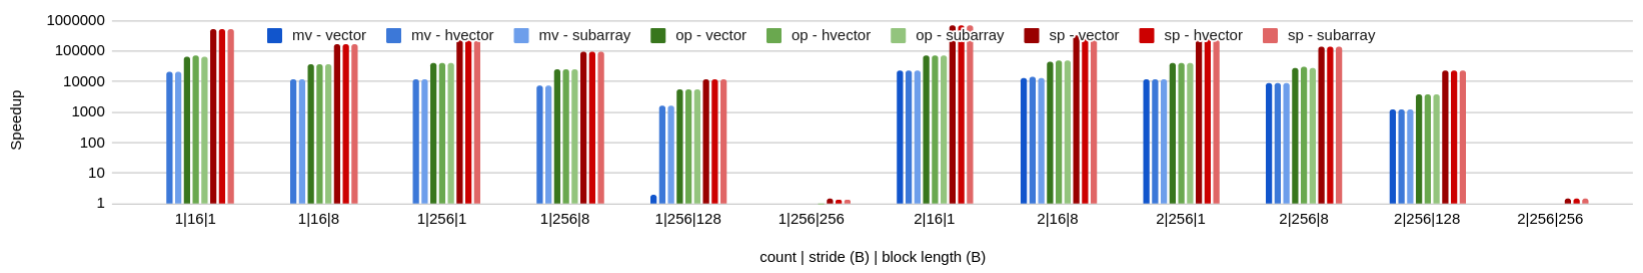 1000000
100000
10000
1000
100
10
1
Speedup
mv - vector mv - hvector mv - subarray op - vector op - hvector op - subarray sp - vector sp - hvector sp - subarray
1|16|1 1|16|8 1|256|1 1|256|8 1|256|128 1|256|256 2|16|1 2|16|8 2|256|1 2|256|8 2|256|128 2|256|256
count | stride (B) | block length (B)